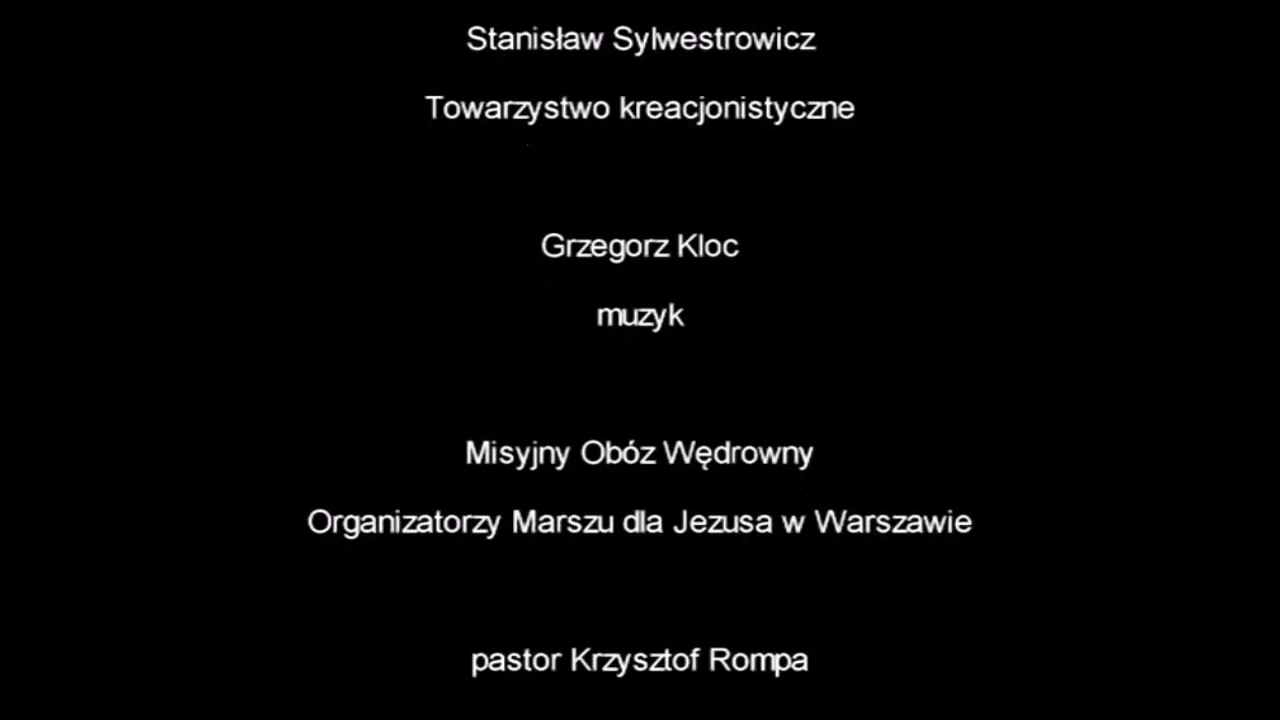 Stanisław Sylwestrowicz
Towarzystwo kreacjonistyczne
Grzegorz Kloc
muzyk
Misyjny Obóz Wędrowny
Organizatorzy Marszu dla Jezusa w Warszawie
pastor Krzysztof Rompa